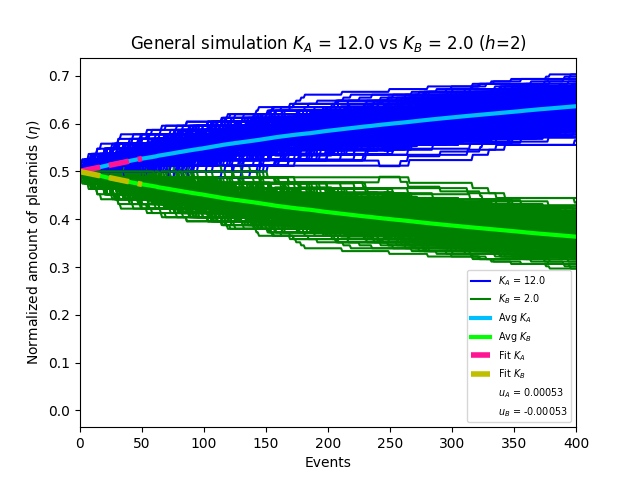 General simulation K_A = 12.0 vs K_B = 2.0 (h=2)
Normalized amount of plasmids (η)
0.7
0.6
0.5
0.4
0.3
0.2
0.1
0.0
K_A = 12.0
K_B = 2.0
Avg K_A
Avg K_B
Fit K_A
Fit K_B
u_A = 0.00053
u_B = -0.00053
0 50 100 150 200 250 300 350 400
Events